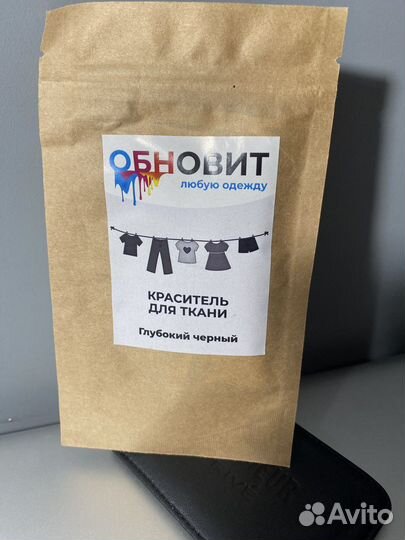 ОБНОВИТ
любую одежду
КРАСИТЕЛЬ
ДЛЯ ТКАНИ
Глубокий черный
Avito